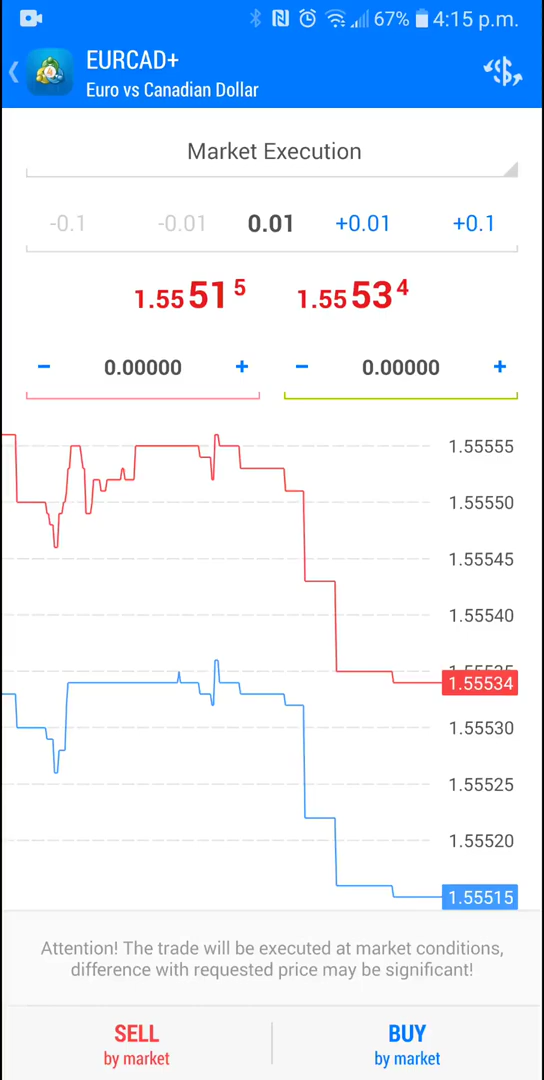 67% 4:15 p.m.
EURCAD+
Euro vs Canadian Dollar
Market Execution
-0.1 -0.01 0.01 +0.01 +0.1
1.55515 1.55534
− 0.00000 + − 0.00000 +
1.55555
1.55550
1.55545
1.55540
1.55535
1.55534
1.55530
1.55525
1.55520
1.55515
Attention! The trade will be executed at market conditions,
difference with requested price may be significant!
SELL BUY
by market by market